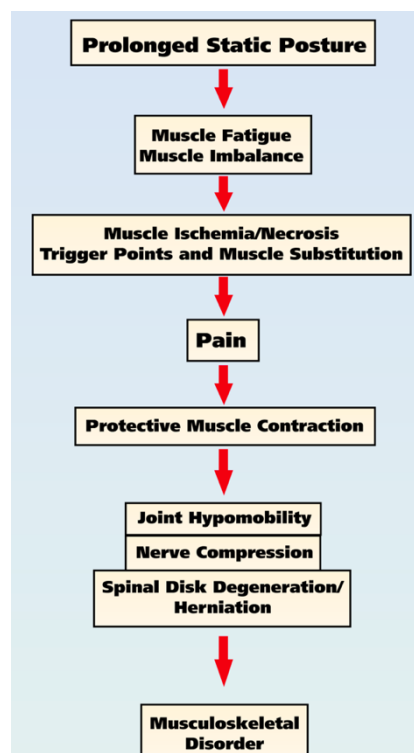 Prolonged Static Posture
Muscle Fatigue
Muscle Imbalance
Muscle Ischemia/Necrosis
Trigger Points and Muscle Substitution
Pain
Protective Muscle Contraction
Joint Hypomobility
Nerve Compression
Spinal Disk Degeneration/
Herniation
Musculoskeletal
Disorder